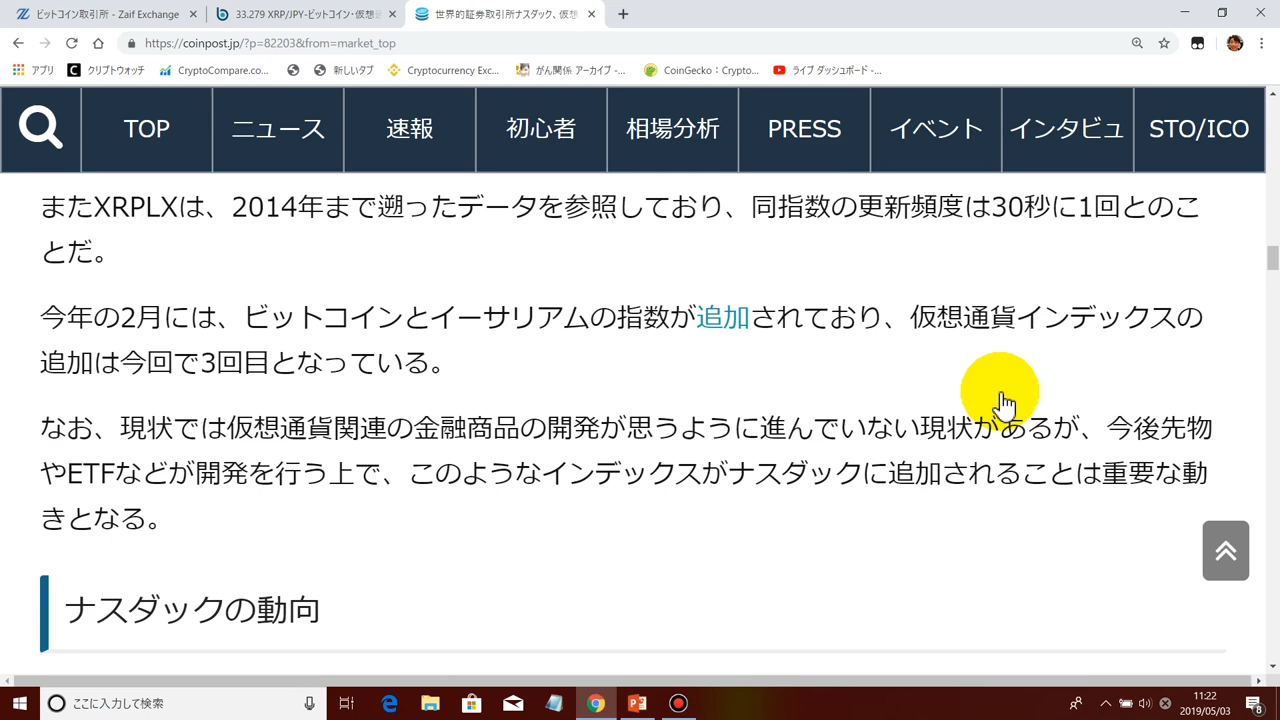 ビットコイン取引所 - Zaif Exchange
33.279 XRP/JPY-ビットコイン・仮想通
世界的証券取引所ナスダック、仮想
https://coinpost.jp/?p=82203&from=market_top
アプリ クリプトウォッチ CryptoCompare.co... 新しいタブ Cryptocurrency Exc... がん関係 アーカイブ -... CoinGecko：Crypto... ライブ ダッシュボード -...
TOP ニュース 速報 初心者 相場分析 PRESS イベント インタビュ STO/ICO
またXRPLXは、2014年まで遡ったデータを参照しており、同指数の更新頻度は30秒に1回とのこ
とだ。
今年の2月には、ビットコインとイーサリアムの指数が追加されており、仮想通貨インデックスの
追加は今回で3回目となっている。
なお、現状では仮想通貨関連の金融商品の開発が思うように進んでいない現状があるが、今後先物
やETFなどが開発を行う上で、このようなインデックスがナスダックに追加されることは重要な動
きとなる。
ナスダックの動向
ここに入力して検索
11:22
2019/05/03
8